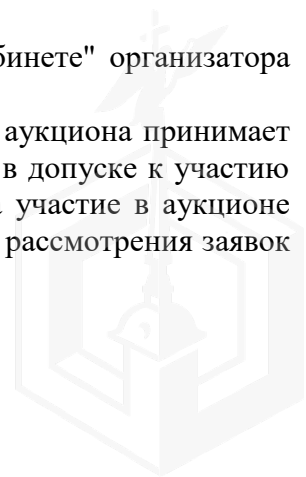 бинете" организатора
аукциона принимает
в допуске к участию
участие в аукционе
рассмотрения заявок